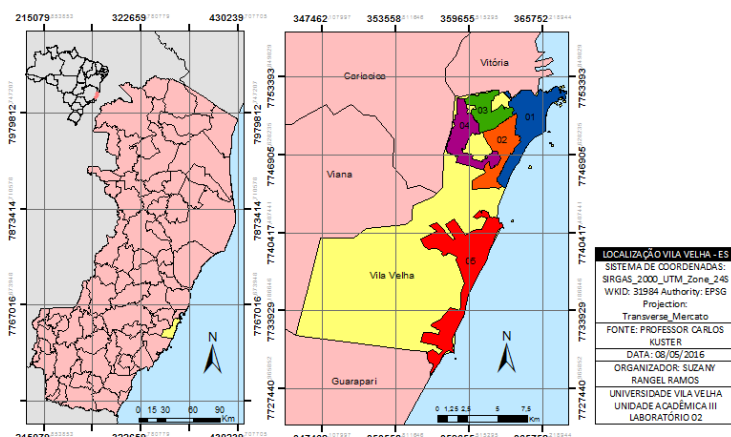 215079 322659 430239
347462 353558 359655 365752
7979812
7873414
7767016
7753393
7746905
7740417
7733929
7727440
7979812
7873414
7767016
7753393
7746905
7740417
7733929
7727440
Vitória
Cariacica
Viana
Vila Velha
Guarapari
01
02
03
04
05
N
N
0 15 30 60 90
Km
0 1,25 2,5 5 7,5
Km
LOCALIZAÇÃO VILA VELHA - ES
SISTEMA DE COORDENADAS:
SIRGAS_2000_UTM_Zone_24S
WKID: 31984 Authority: EPSG
Projection:
Transverse_Mercato
FONTE: PROFESSOR CARLOS
KUSTER
DATA: 08/05/2016
ORGANIZADOR: SUZANY
RANGEL RAMOS
UNIVERSIDADE VILA VELHA
UNIDADE ACADÊMICA III
LABORATÓRIO 02